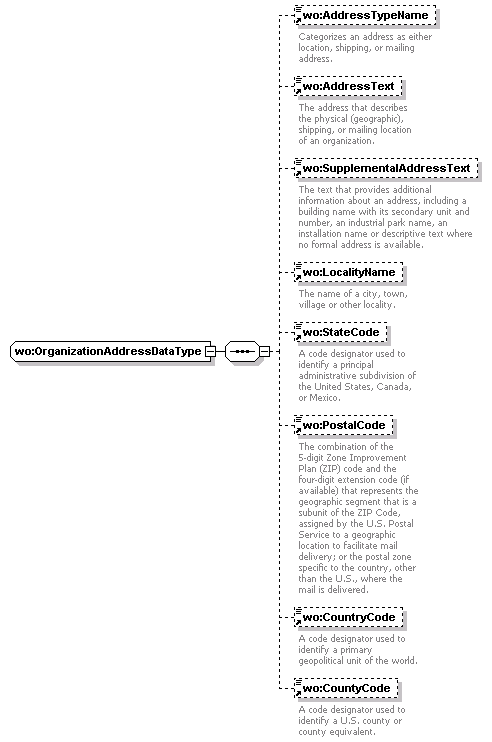 wo:AddressTypeName
Categorizes an address as either
location, shipping, or mailing
address.
wo:AddressText
The address that describes
the physical (geographic),
shipping, or mailing location
of an organization.
wo:SupplementalAddressText
The text that provides additional
information about an address, including a
building name with its secondary unit and
number, an industrial park name, an
installation name or descriptive text where
no formal address is available.
wo:LocalityName
The name of a city, town,
village or other locality.
wo:OrganizationAddressDataType
wo:StateCode
A code designator used to
identify a principal
administrative subdivision of
the United States, Canada,
or Mexico.
wo:PostalCode
The combination of the
5-digit Zone Improvement
Plan (ZIP) code and the
four-digit extension code (if
available) that represents the
geographic segment that is a
subunit of the ZIP Code,
assigned by the U.S. Postal
Service to a geographic
location to facilitate mail
delivery; or the postal zone
specific to the country, other
than the U.S., where the
mail is delivered.
wo:CountryCode
A code designator used to
identify a primary
geopolitical unit of the world.
wo:CountyCode
A code designator used to
identify a U.S. county or
county equivalent.